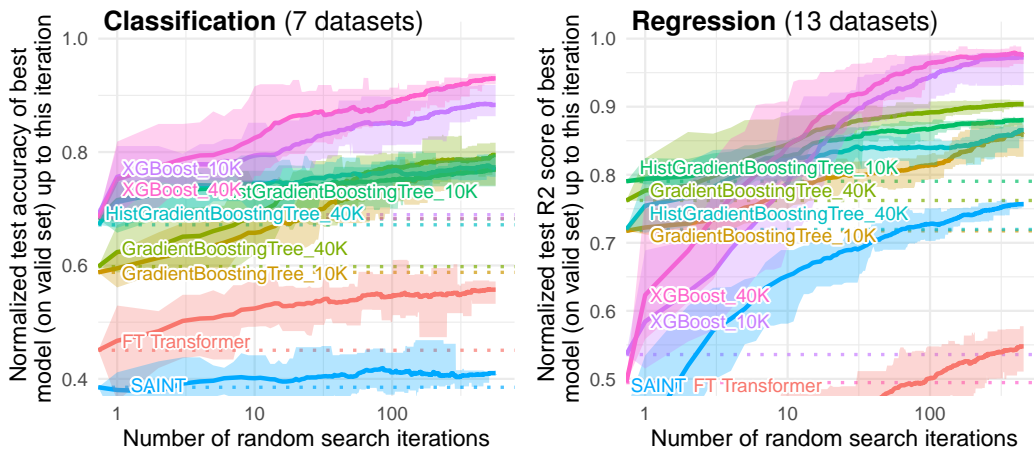 Classification (7 datasets)
Normalized test accuracy of best
model (on valid set) up to this iteration
1.0
0.8
0.6
0.4
XGBoost_10K
XGBoost_40K
stGradientBoostingTree_10K
HistGradientBoostingTree_40K
GradientBoostingTree_40K
GradientBoostingTree_10K
FT Transformer
SAINT
1
10
100
Number of random search iterations
Regression (13 datasets)
Normalized test R2 score of best
model (on valid set) up to this iteration
1.0
0.9
0.8
0.7
0.6
0.5
HistGradientBoostingTree_10K
GradientBoostingTree_40K
HistGradientBoostingTree_40K
GradientBoostingTree_10K
XGBoost_40K
XGBoost_10K
SAINT
FT Transformer
1
10
100
Number of random search iterations